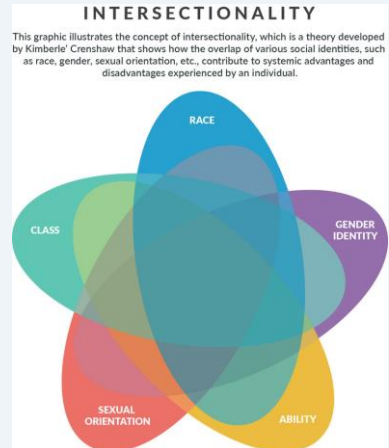 INTERSECTIONALITY
This graphic illustrates the concept of intersectionality, which is a theory developed
by Kimberle' Crenshaw that shows how the overlap of various social identities, such
as race, gender, sexual orientation, etc., contribute to systemic advantages and
disadvantages experienced by an individual.
RACE
CLASS
GENDER
IDENTITY
SEXUAL
ORIENTATION
ABILITY